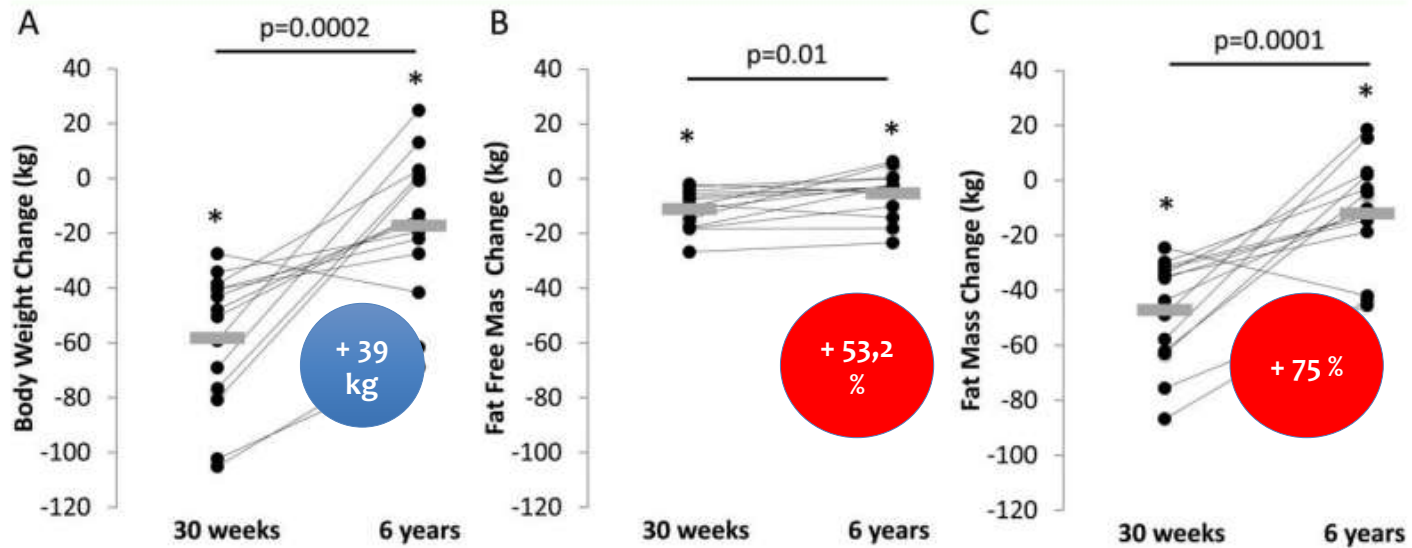 A
p=0.0002
Body Weight Change (kg)
40
20
0
-20
-40
-60
-80
-100
-120
*
*
+ 39
kg
30 weeks
6 years
B
p=0.01
Fat Free Mas Change (kg)
40
20
0
-20
-40
-60
-80
-100
-120
*
*
+ 53,2
%
30 weeks
6 years
C
p=0.0001
Fat Mass Change (kg)
40
20
0
-20
-40
-60
-80
-100
-120
*
*
+ 75 %
30 weeks
6 years